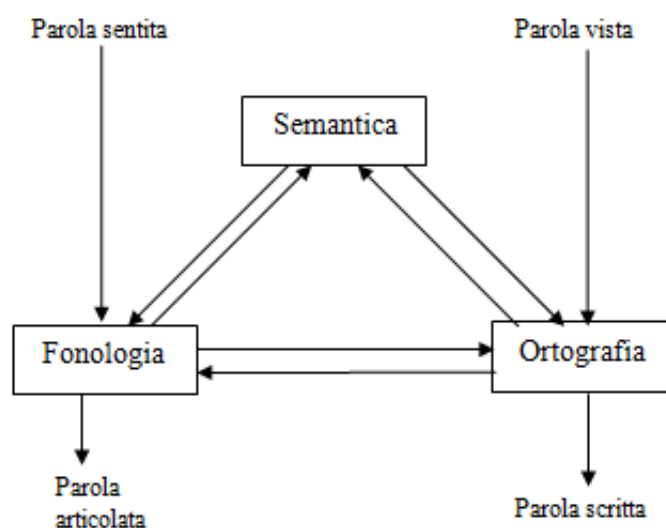 Parola sentita
Parola vista
Semantica
Fonologia
Ortografia
Parola
articolata
Parola scritta